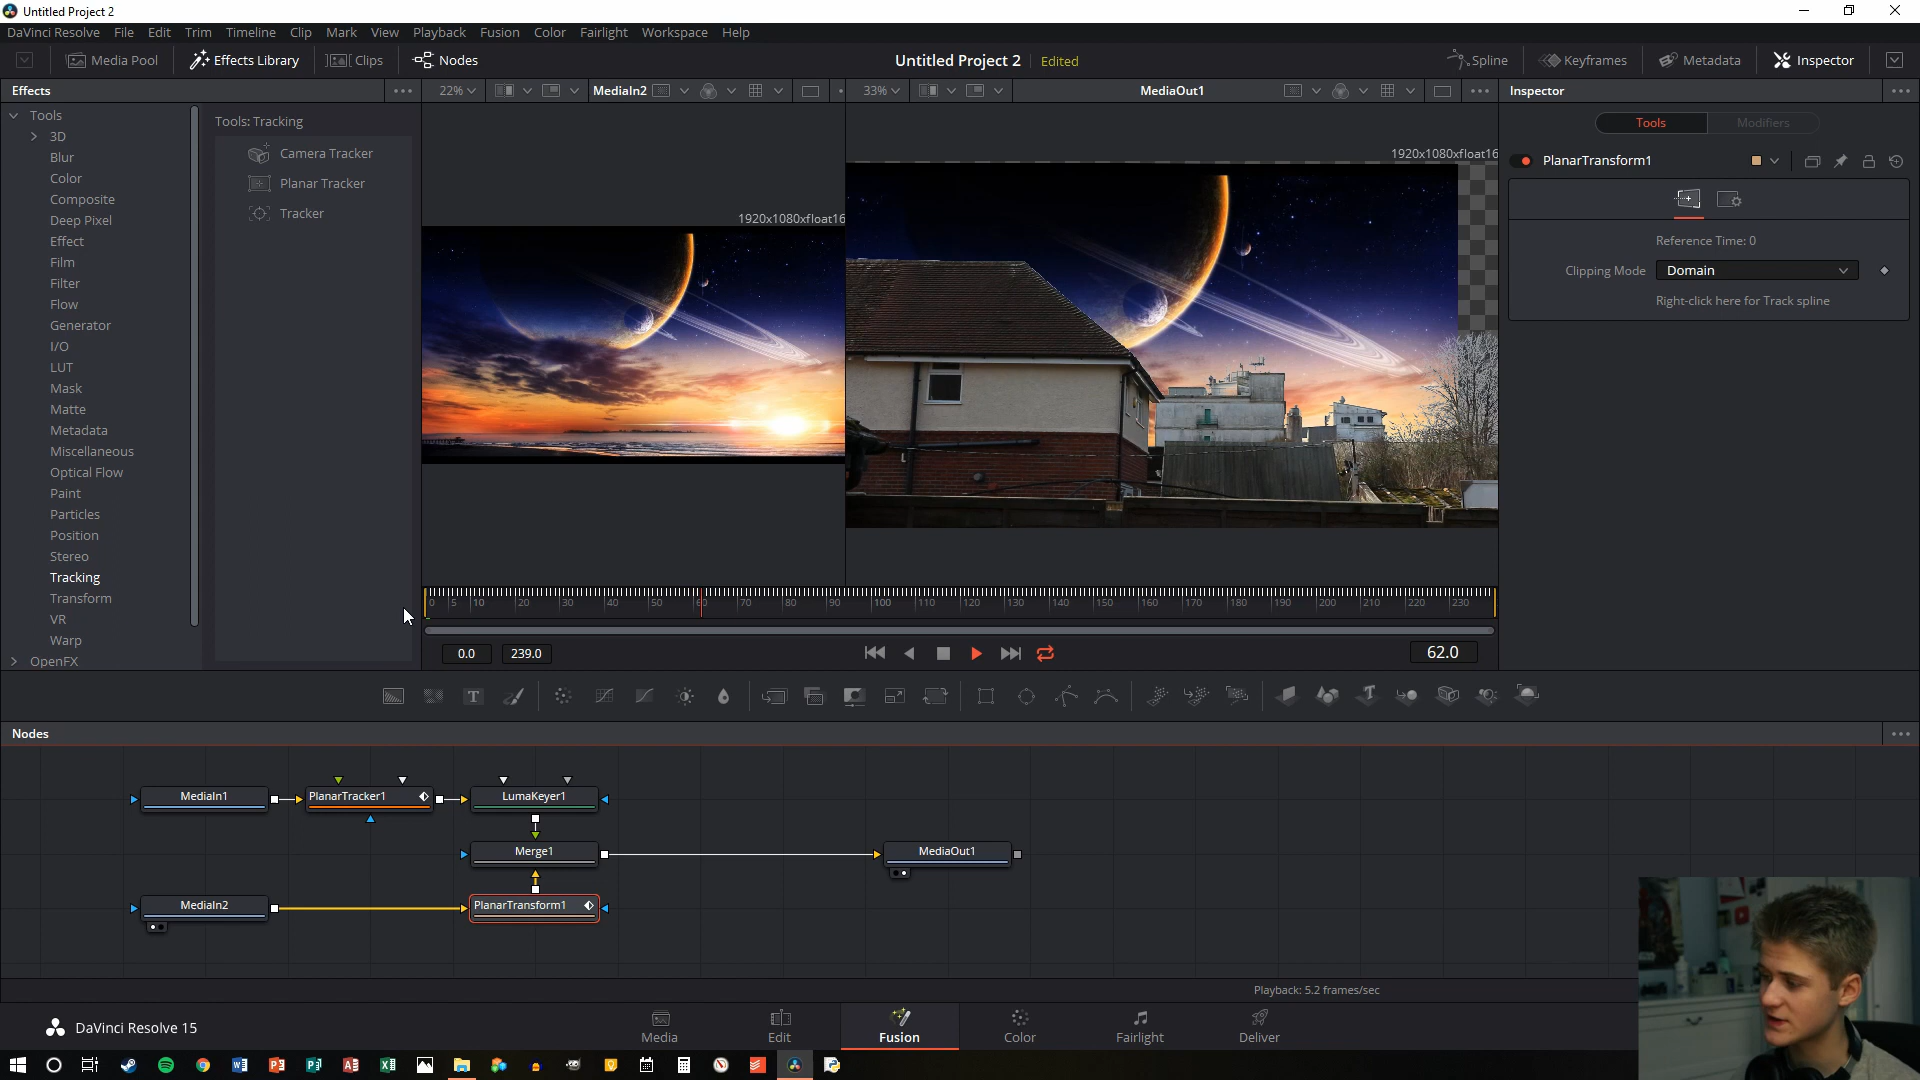 Untitled Project 2
DaVinci Resolve File Edit Trim Timeline Clip Mark View Playback Fusion Color Fairlight Workspace Help
Media Pool Effects Library Clips Nodes Untitled Project 2 Edited Spline Keyframes Metadata Inspector
Effects 22% MediaIn2 33% MediaOut1 Inspector
Tools
3D
Blur
Color
Composite
Deep Pixel
Effect
Film
Filter
Flow
Generator
I/O
LUT
Mask
Matte
Metadata
Miscellaneous
Optical Flow
Paint
Particles
Position
Stereo
Tracking
Transform
VR
Warp
OpenFX
Tools: Tracking
Camera Tracker
Planar Tracker
Tracker
1920x1080xfloat16
1920x1080xfloat16
Tools Modifiers
PlanarTransform1
Reference Time: 0
Clipping Mode Domain
Right-click here for Track spline
0 5 10 20 30 40 50 60 70 80 90 100 110 120 130 140 150 160 170 180 190 200 210 220 230
0.0 239.0 62.0
T
Nodes
MediaIn1 PlanarTracker1 LumaKeyer1
Merge1 MediaOut1
MediaIn2 PlanarTransform1
Playback: 5.2 frames/sec
DaVinci Resolve 15 Media Edit Fusion Color Fairlight Deliver